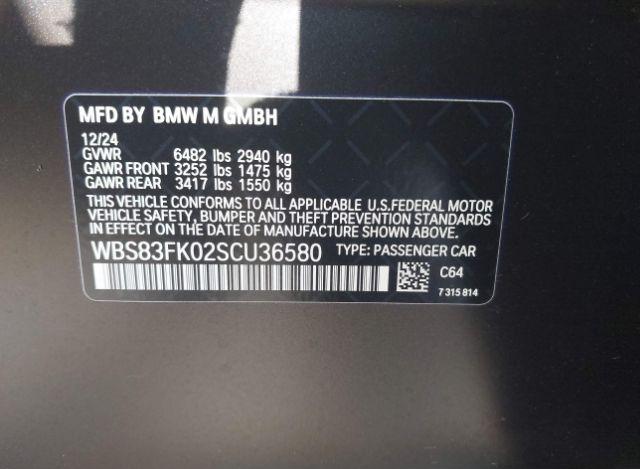 MFD BY BMW M GMBH
12/24
GVWR 6482 lbs 2940 kg
GAWR FRONT 3252 lbs 1475 kg
GAWR REAR 3417 lbs 1550 kg
THIS VEHICLE CONFORMS TO ALL APPLICABLE U.S.FEDERAL MOTOR
VEHICLE SAFETY, BUMPER AND THEFT PREVENTION STANDARDS
IN EFFECT ON THE DATE OF MANUFACTURE SHOWN ABOVE.
WBS83FK02SCU36580 TYPE: PASSENGER CAR
C64
7 315 814